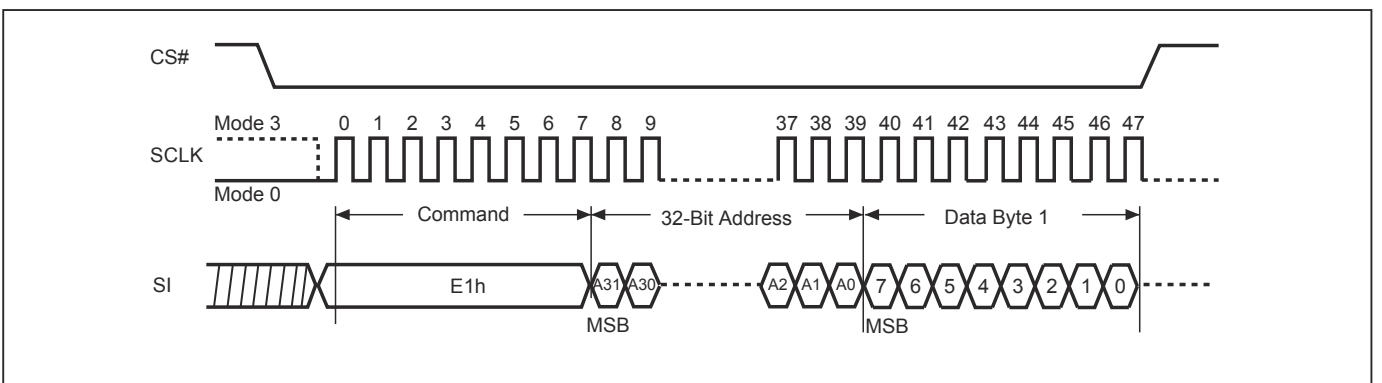 CS#
Mode 3 0 1 2 3 4 5 6 7 8 9 37 38 39 40 41 42 43 44 45 46 47
SCLK
Mode 0
Command 32-Bit Address Data Byte 1
SI E1h A31 A30 A2 A1 A0 7 6 5 4 3 2 1 0
MSB MSB